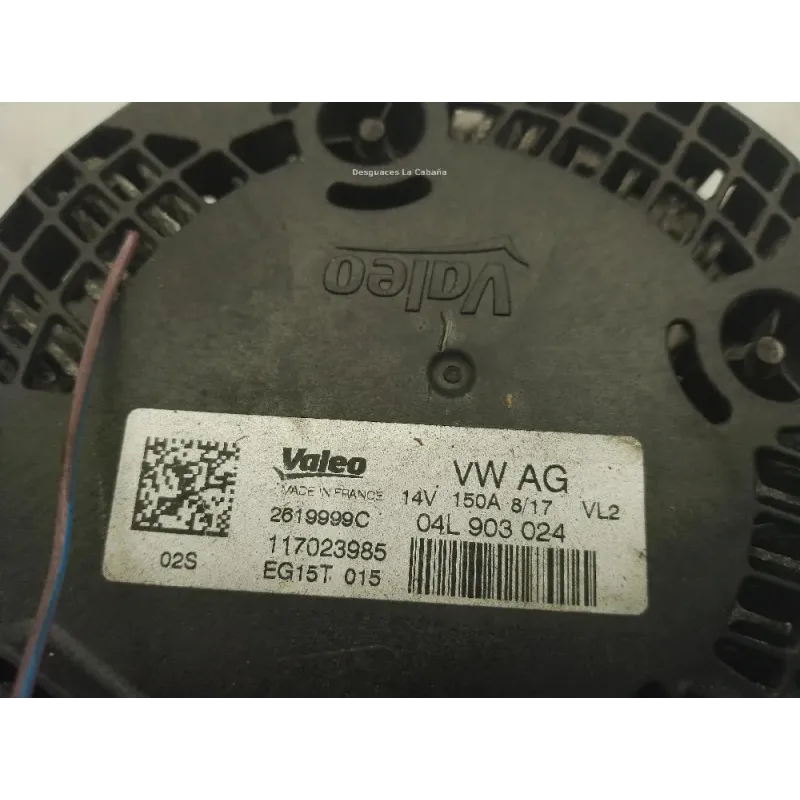 Desguaces La Cabaña
Valeo
Valeo VW AG
MADE IN FRANCE 14V 150A 8/17 VL2
2619999C 04L 903 024
117023985
02S EG15T 015